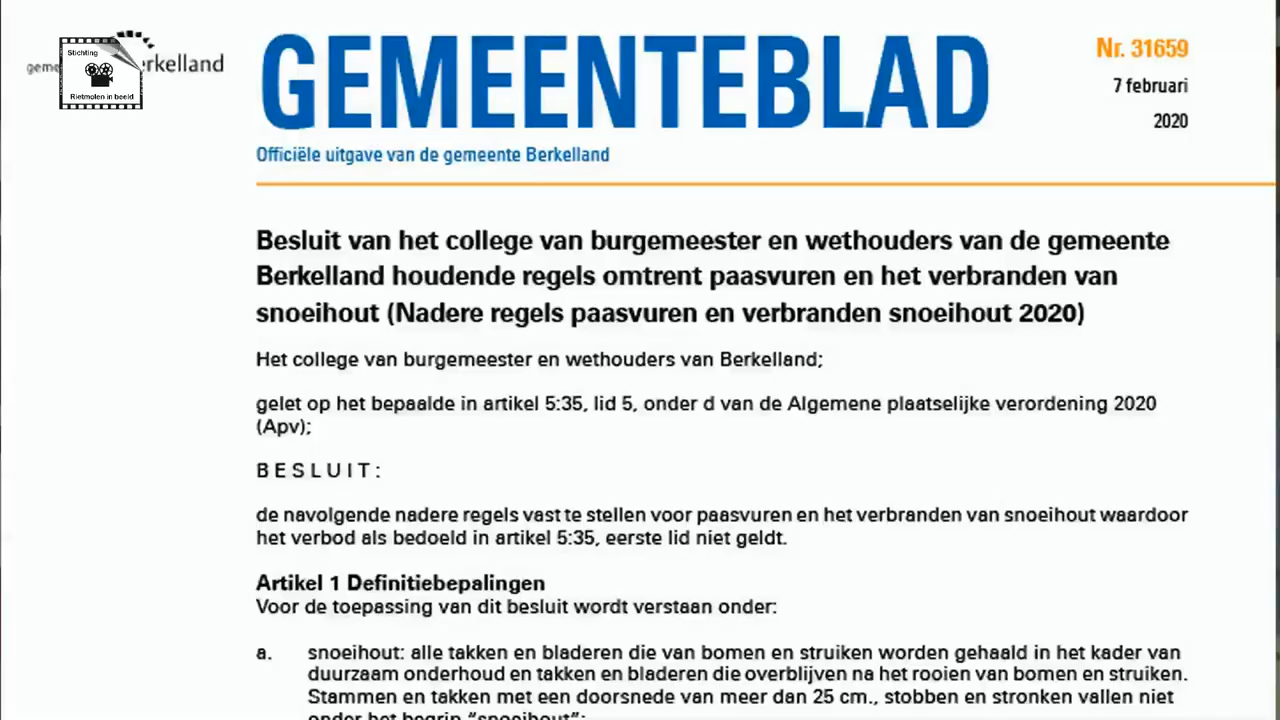 Stichting
Rietmolen in beeld
geme
erkelland
GEMEENTEBLAD
Officiële uitgave van de gemeente Berkelland
Nr. 31659
7 februari
2020
Besluit van het college van burgemeester en wethouders van de gemeente
Berkelland houdende regels omtrent paasvuren en het verbranden van
snoeihout (Nadere regels paasvuren en verbranden snoeihout 2020)
Het college van burgemeester en wethouders van Berkelland;
gelet op het bepaalde in artikel 5:35, lid 5, onder d van de Algemene plaatselijke verordening 2020
(Apv);
B E S L U I T :
de navolgende nadere regels vast te stellen voor paasvuren en het verbranden van snoeihout waardoor
het verbod als bedoeld in artikel 5:35, eerste lid niet geldt.
Artikel 1 Definitiebepalingen
Voor de toepassing van dit besluit wordt verstaan onder:
a. snoeihout: alle takken en bladeren die van bomen en struiken worden gehaald in het kader van
duurzaam onderhoud en takken en bladeren die overblijven na het rooien van bomen en struiken.
Stammen en takken met een doorsnede van meer dan 25 cm., stobben en stronken vallen niet
onder het begrip “snoeihout”;